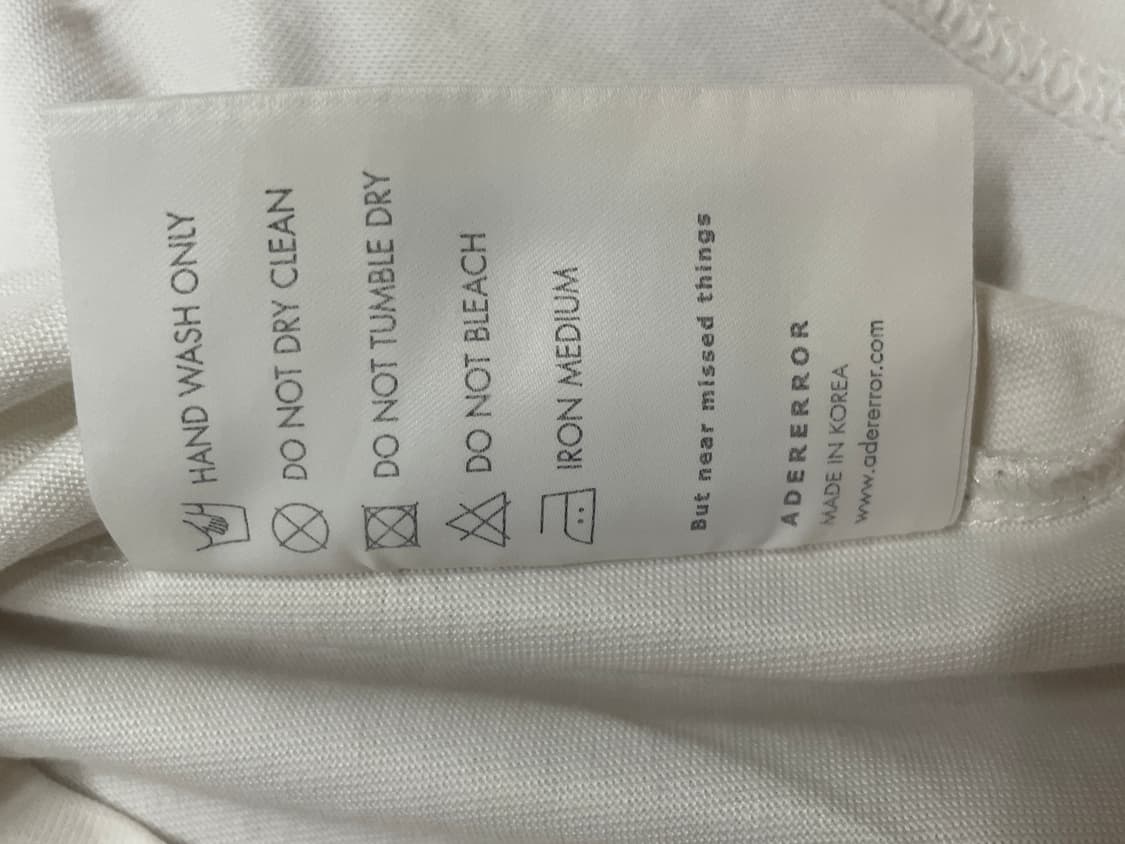 HAND WASH ONLY
DO NOT DRY CLEAN
DO NOT TUMBLE DRY
DO NOT BLEACH
IRON MEDIUM
But near missed things
ADERERROR
MADE IN KOREA
www.adererror.com